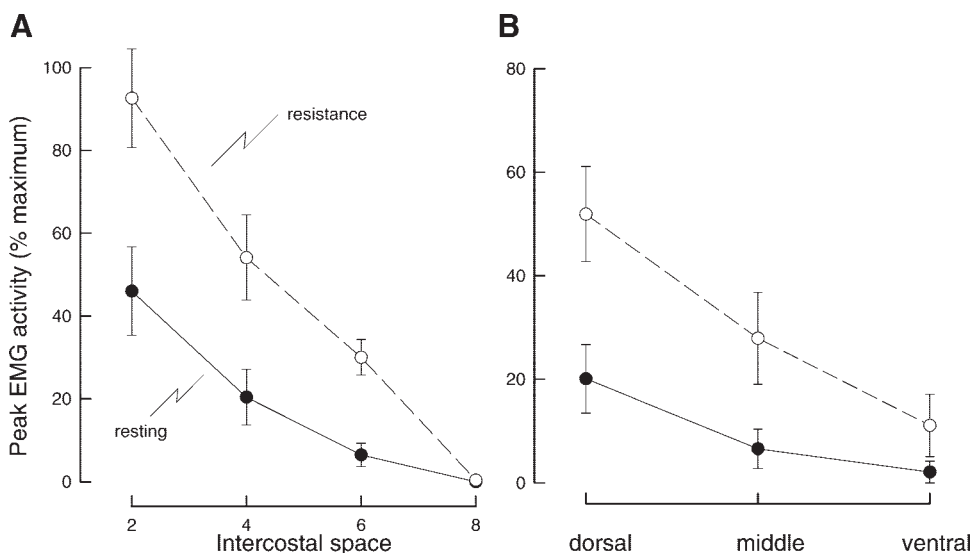 A
Peak EMG activity (% maximum)
100
80
60
40
20
0
resistance
resting
2 4 6 8
Intercostal space
B
80
60
40
20
0
dorsal middle ventral